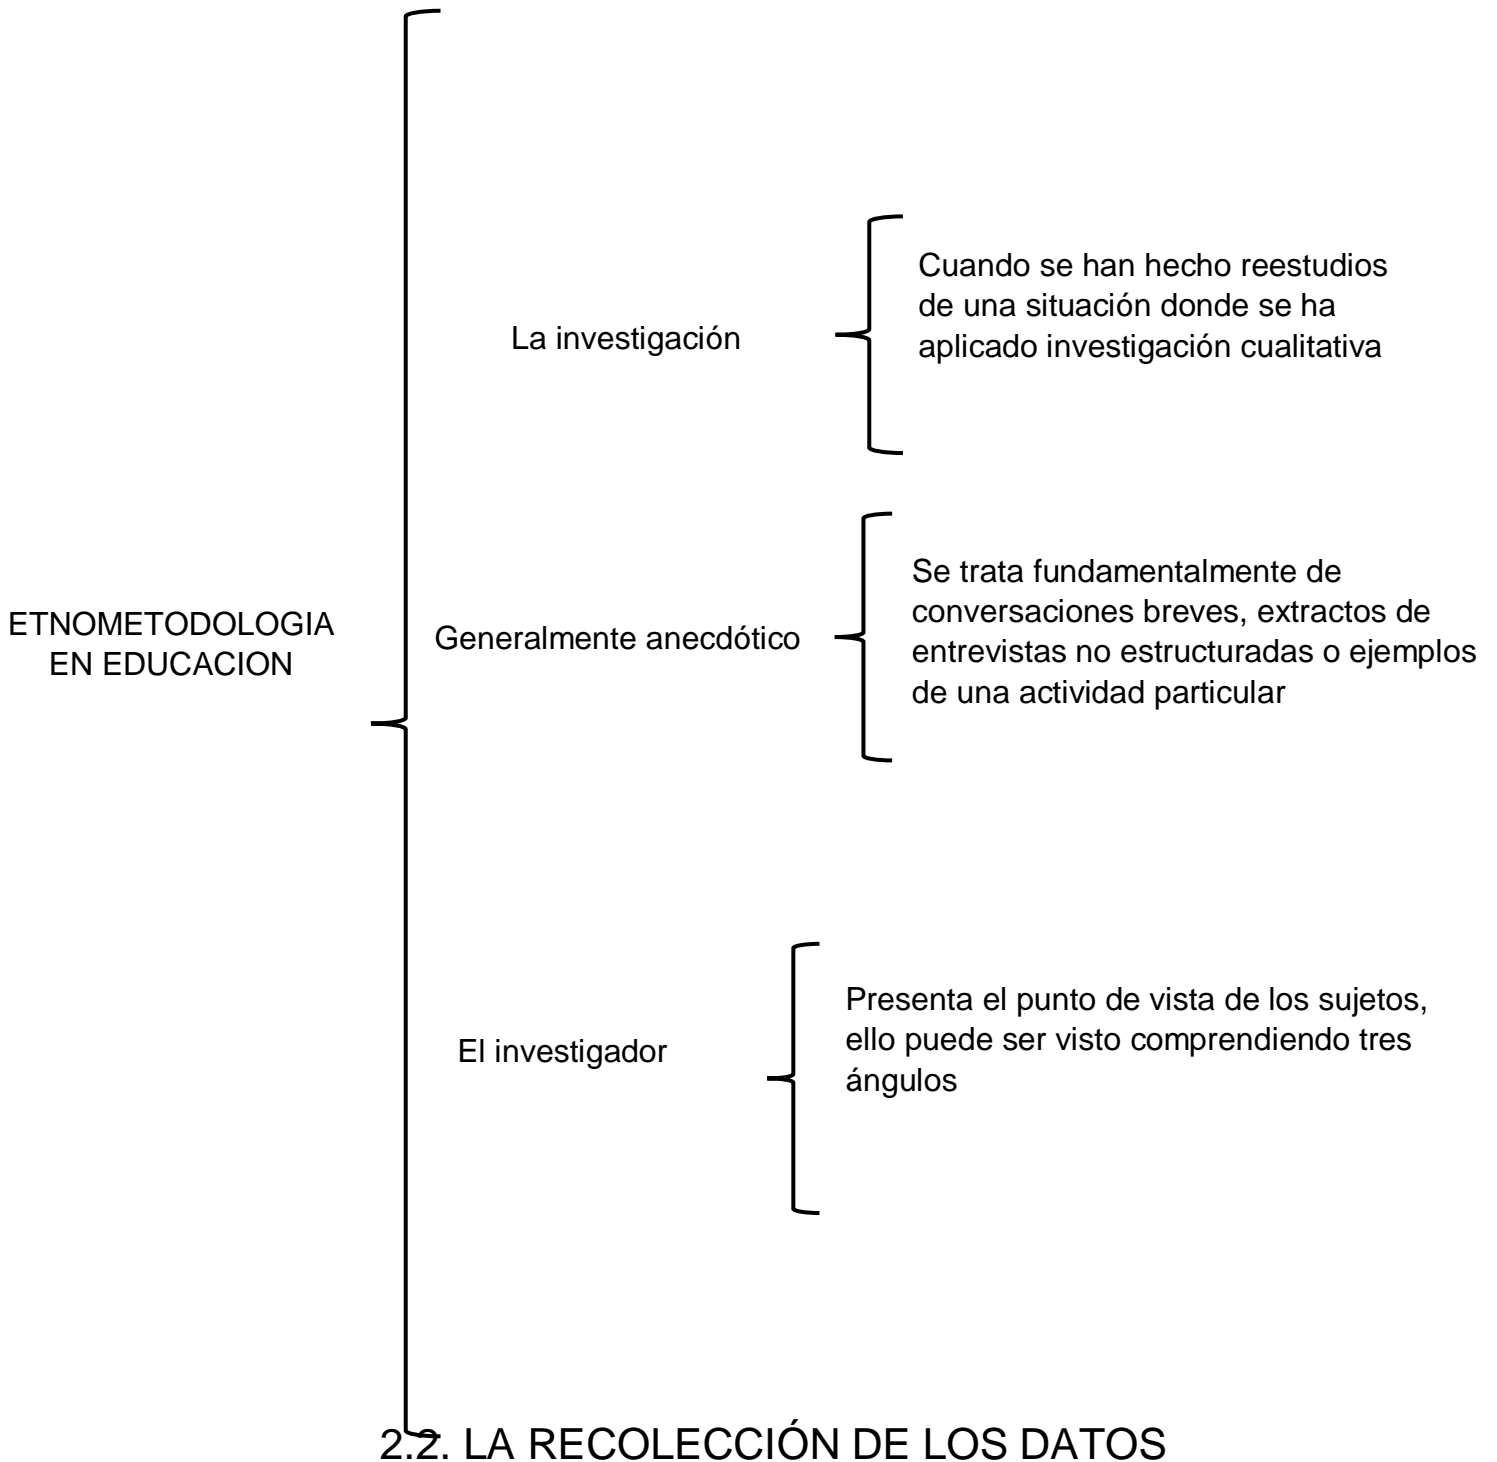 ETNOMETODOLOGIA
EN EDUCACION
La investigación
Cuando se han hecho reestudios
de una situación donde se ha
aplicado investigación cualitativa
Generalmente anecdótico
Se trata fundamentalmente de
conversaciones breves, extractos de
entrevistas no estructuradas o ejemplos
de una actividad particular
El investigador
Presenta el punto de vista de los sujetos,
ello puede ser visto comprendiendo tres
ángulos
2.2. LA RECOLECCIÓN DE LOS DATOS